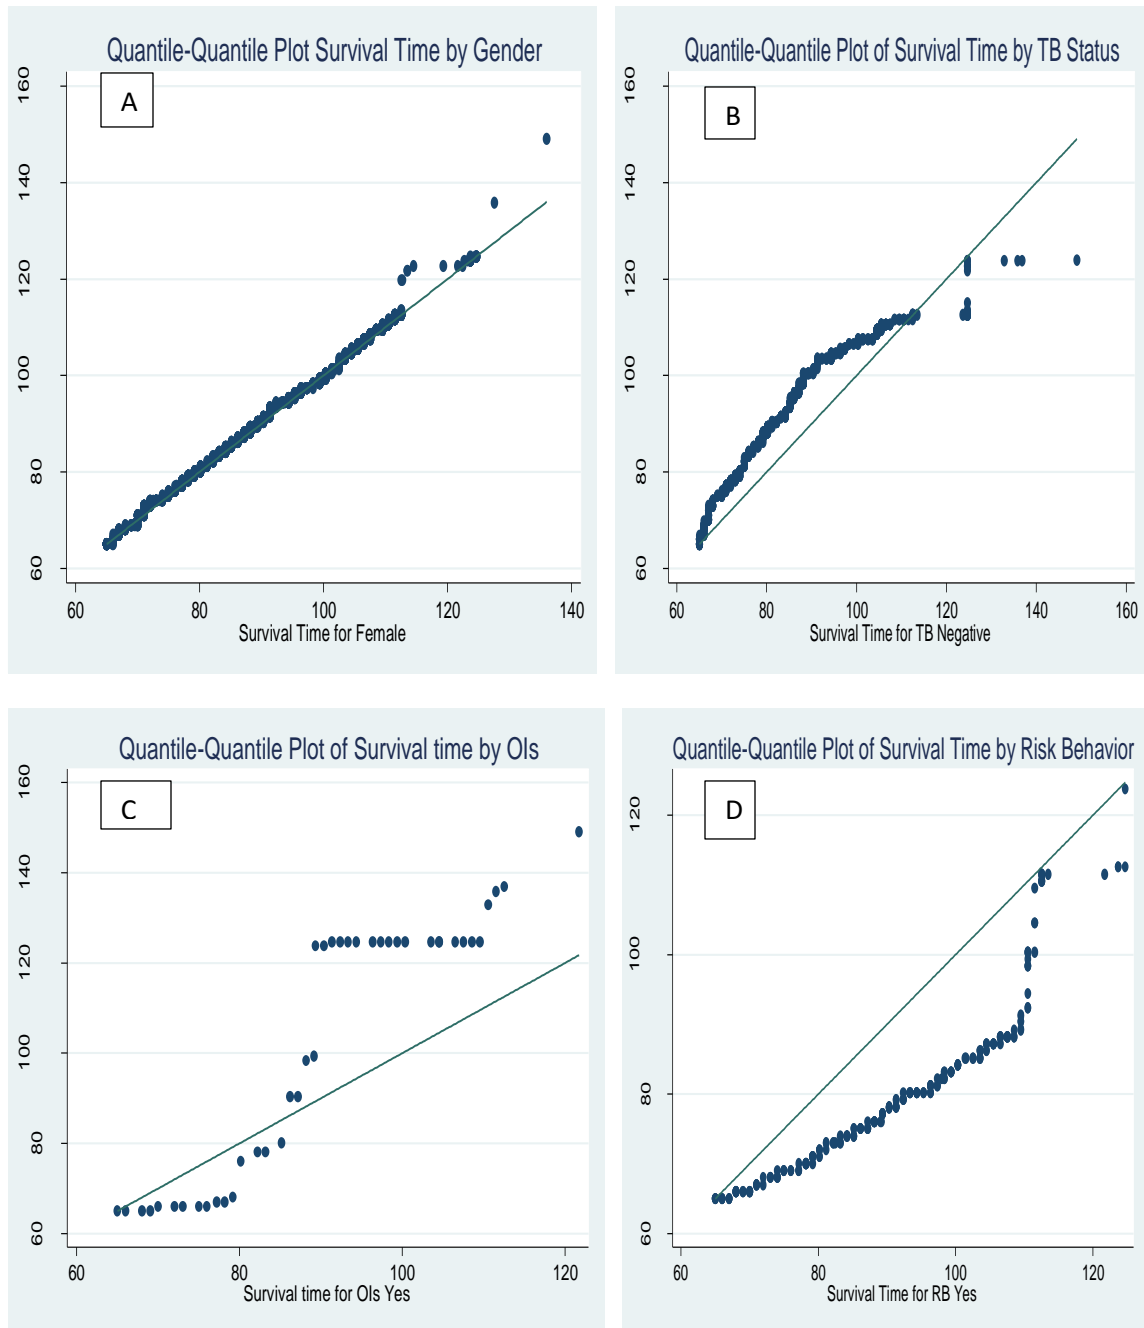 Quantile-Quantile Plot Survival Time by Gender
A
160
140
120
100
80
60
60 80 100 120 140
Survival Time for Female
Quantile-Quantile Plot of Survival Time by TB Status
B
160
140
120
100
80
60
60 80 100 120 140 160
Survival Time for TB Negative
Quantile-Quantile Plot of Survival time by OIs
C
160
140
120
100
80
60
60 80 100 120
Survival time for OIs Yes
Quantile-Quantile Plot of Survival Time by Risk Behavior
D
120
100
80
60
60 80 100 120
Survival Time for RB Yes